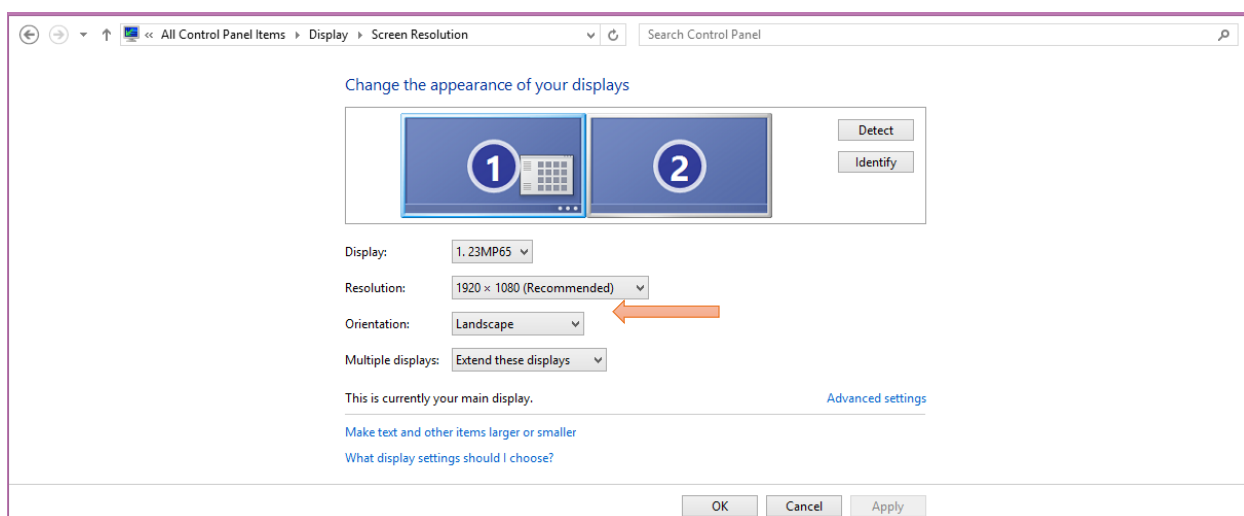 « All Control Panel Items Display Screen Resolution Search Control Panel
Change the appearance of your displays
1 2
Detect
Identify
Display: 1. 23MP65
Resolution: 1920 × 1080 (Recommended)
Orientation: Landscape
Multiple displays: Extend these displays
This is currently your main display. Advanced settings
Make text and other items larger or smaller
What display settings should I choose?
OK Cancel Apply